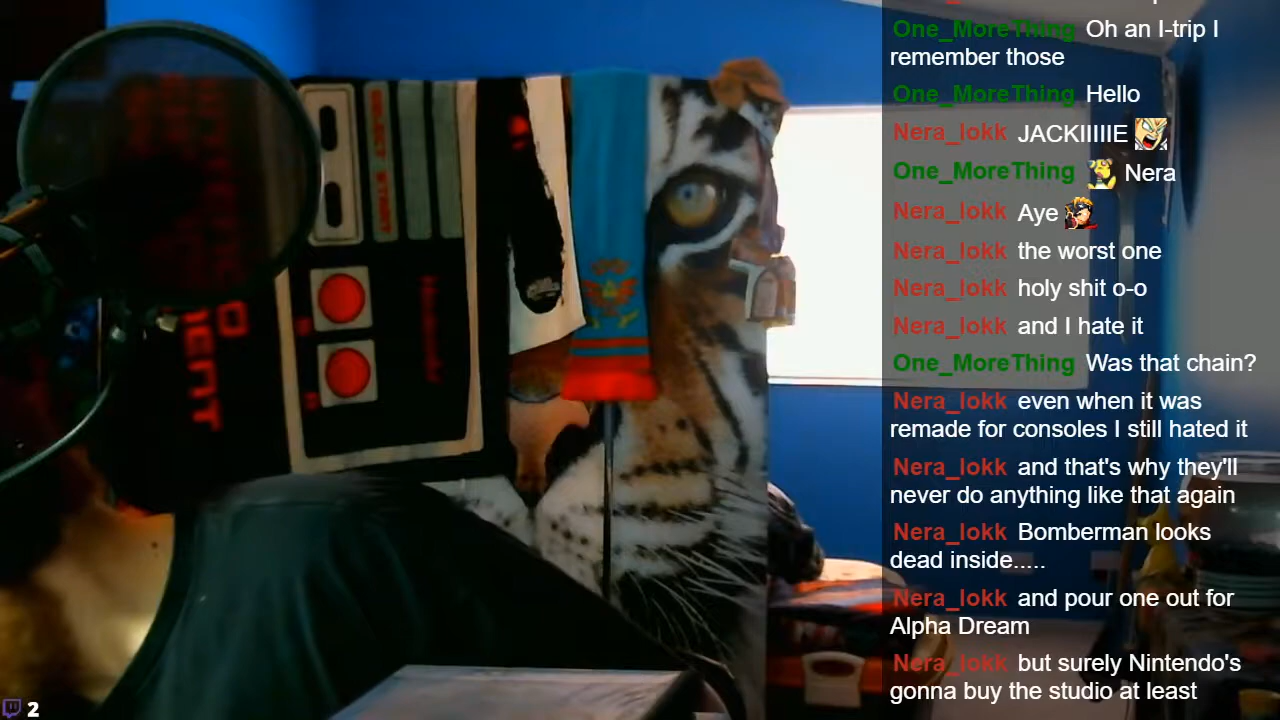 One_MoreThing Oh an I-trip I
remember those
One_MoreThing Hello
Nera_lokk JACKIIIIIE
One_MoreThing Nera
Nera_lokk Aye
Nera_lokk the worst one
Nera_lokk holy shit o-o
Nera_lokk and I hate it
One_MoreThing Was that chain?
Nera_lokk even when it was
remade for consoles I still hated it
Nera_lokk and that's why they'll
never do anything like that again
Nera_lokk Bomberman looks
dead inside.....
Nera_lokk and pour one out for
Alpha Dream
Nera_lokk but surely Nintendo's
gonna buy the studio at least
SELECT START
Nintendo
2